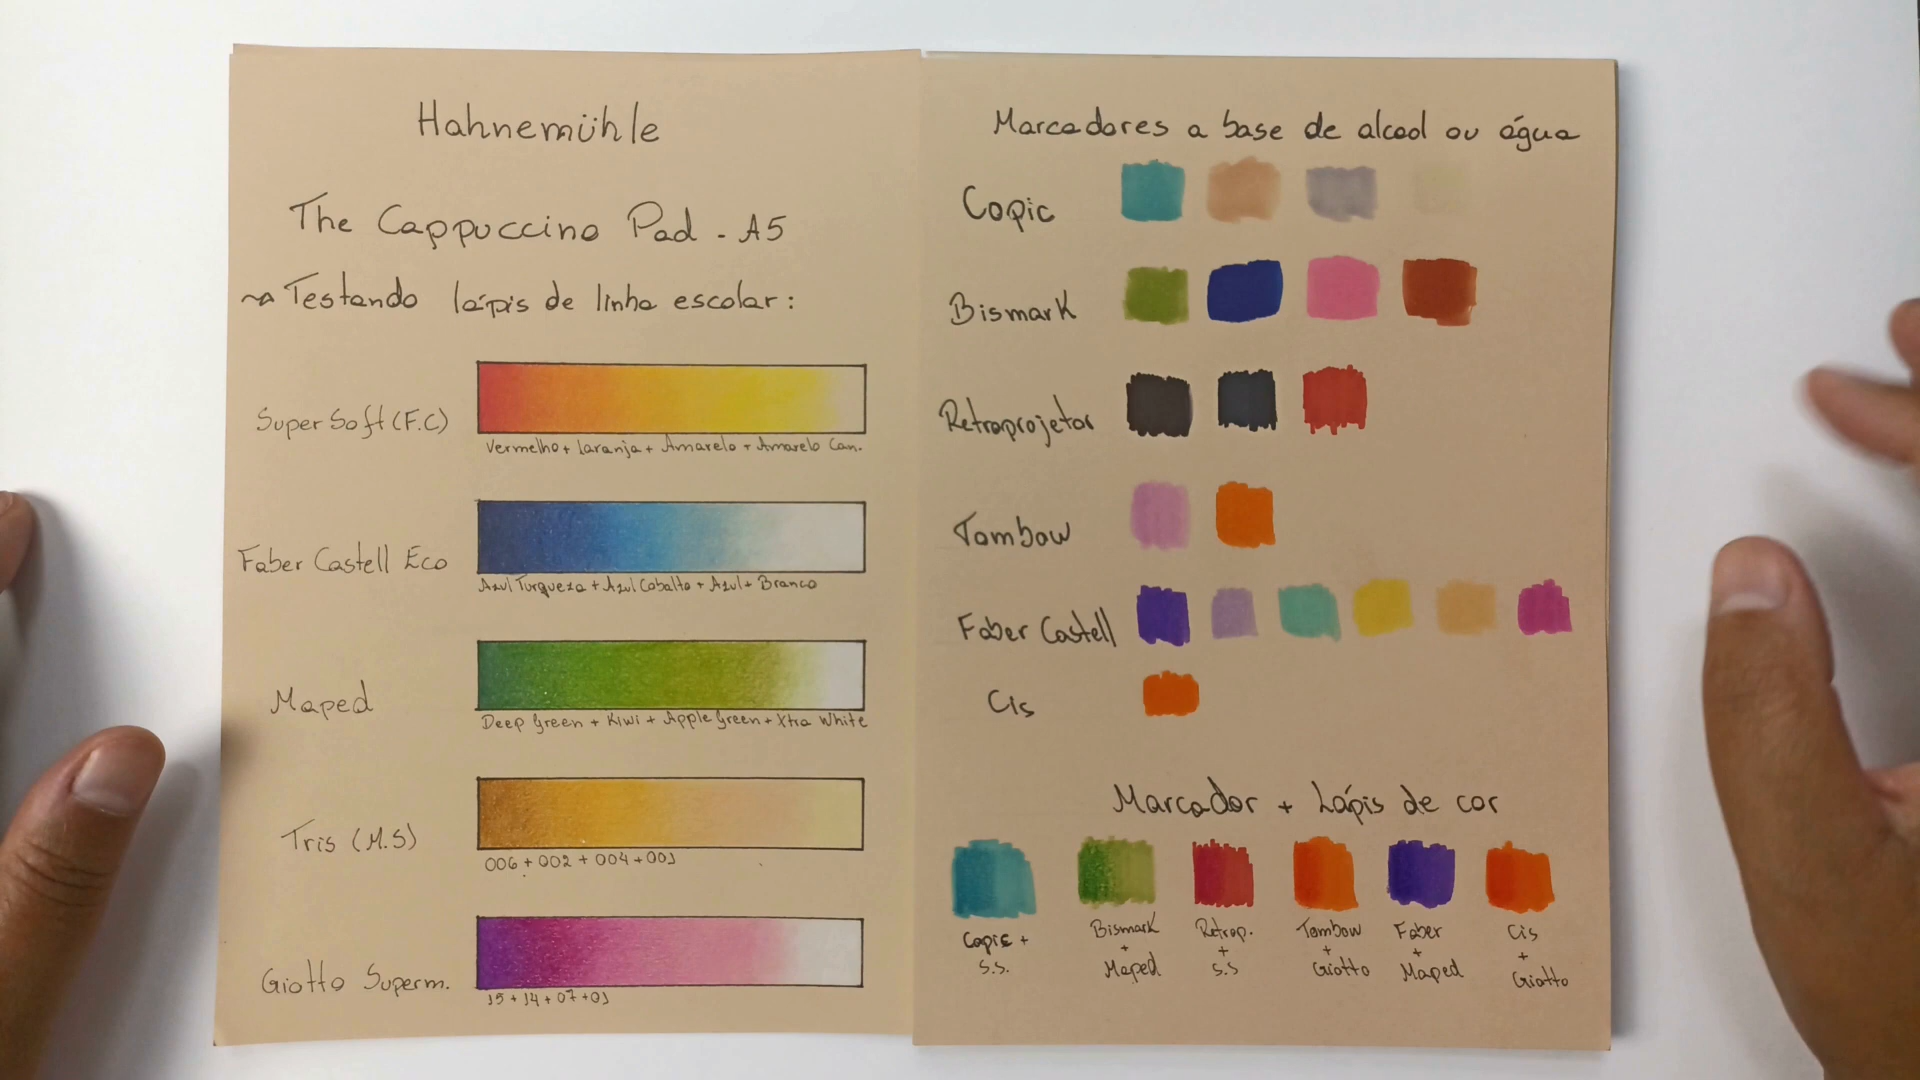 Hahnemühle
The Cappuccino Pad - A5
Testando lápis de linha escolar:
Super Soft (F.C)
Vermelho + laranja + Amarelo + Amarelo Can.
Faber Castell Eco
Azul Turqueza + Azul Cobalto + Azul + Branco
Maped
Deep Green + Kiwi + Apple Green + Xtra White
Tris (M.S)
006 + 002 + 004 + 001
Giotto Superm.
15 + 14 + 07 + 01
Marcadores a base de alcool ou água
Copic
Bismark
Retroprojetor
Tombow
Faber Castell
Cis
Marcador + Lápis de cor
Copic +
S.S.
Bismark
+
Maped
Retrop.
+
S.S
Tombow
+
Giotto
Faber
+
Maped
Cis
+
Giotto